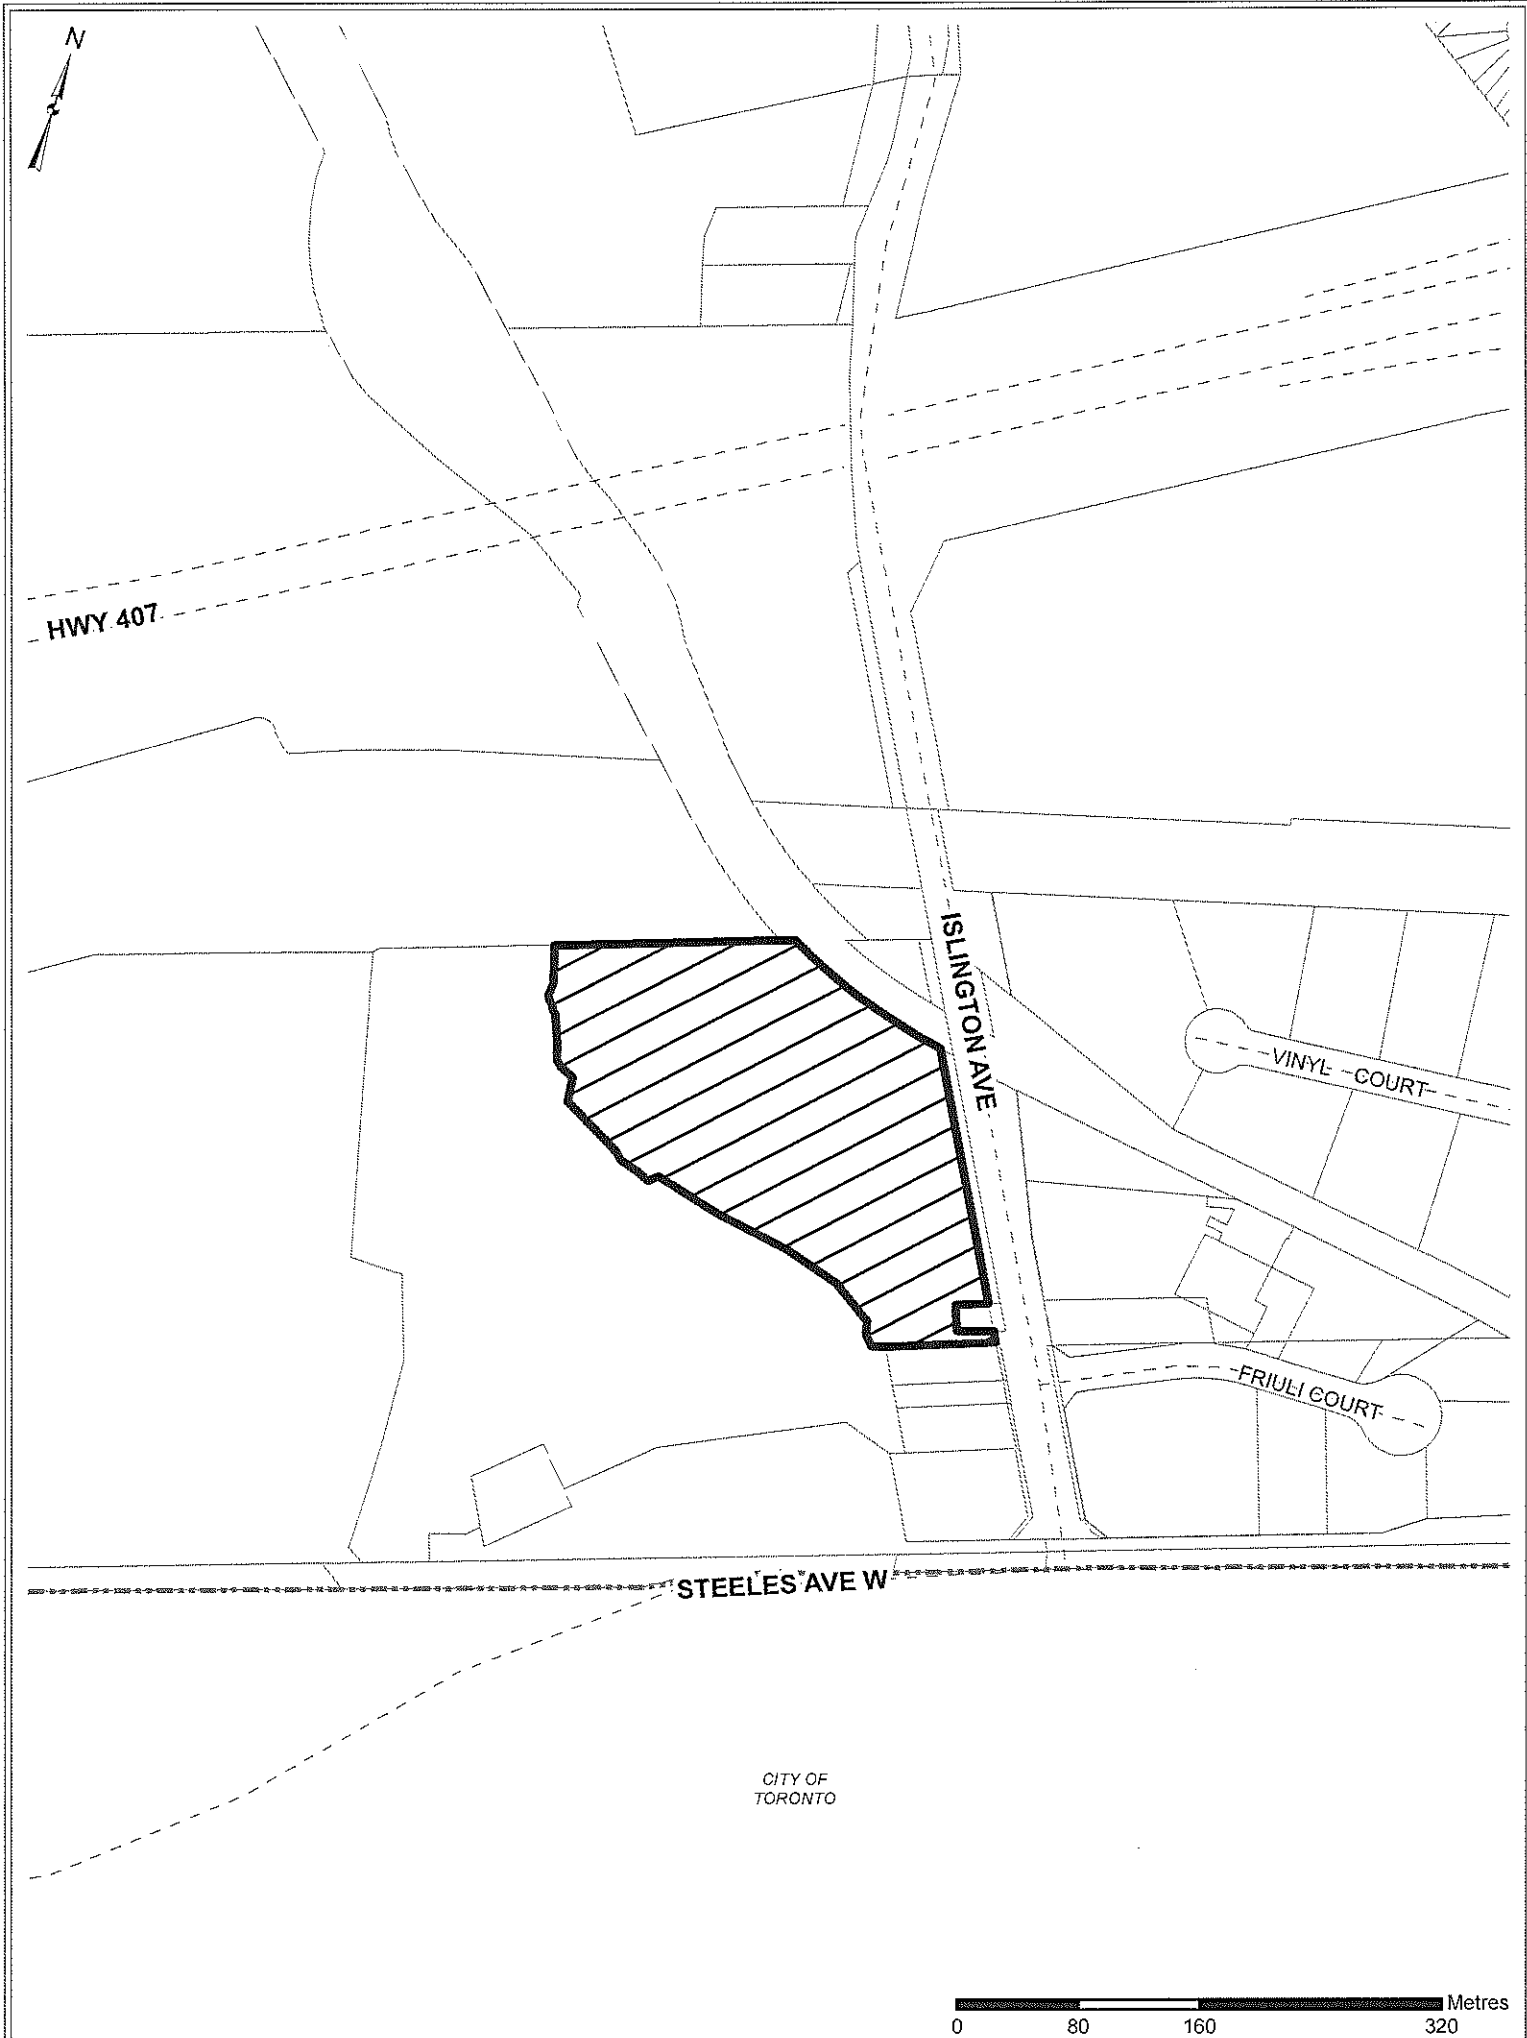 N
HWY 407
ISLINGTON AVE
VINYL COURT
FRIULI COURT
STEELES AVE W
CITY OF
TORONTO
Metres
0 80 160 320